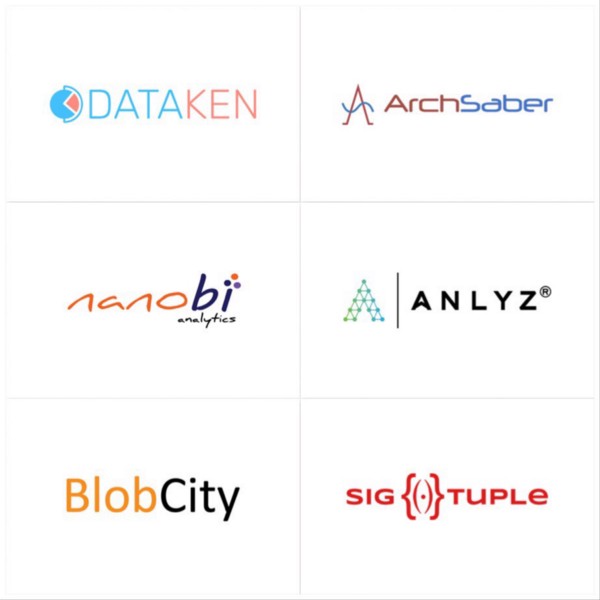 DATAKEN
ArchSaber
nanobi
analytics
ANLYZ®
BlobCity
SIG{(·)}TUPLe